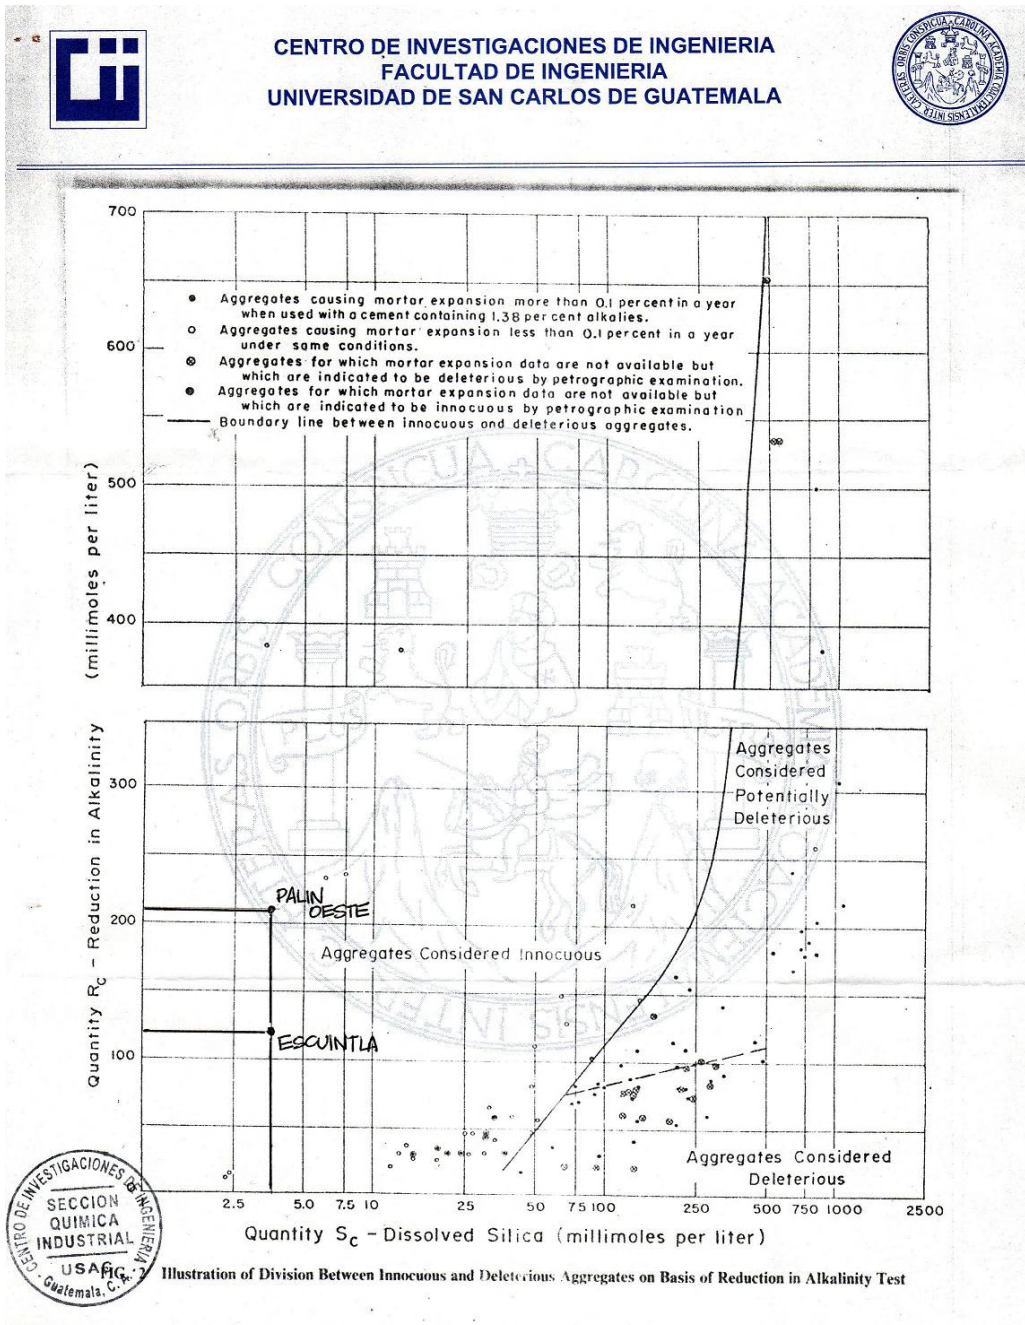 CENTRO DE INVESTIGACIONES DE INGENIERIA
FACULTAD DE INGENIERIA
UNIVERSIDAD DE SAN CARLOS DE GUATEMALA
700
Aggregates causing mortar expansion more than 0.1 percent in a year
when used with a cement containing 1.38 per cent alkalies.
Aggregates causing mortar expansion less than 0.1 percent in a year
under same conditions.
600
Aggregates for which mortar expansion data are not available but
which are indicated to be deleterious by petrographic examination.
Aggregates for which mortar expansion data are not available but
which are indicated to be innocuous by petrographic examination
Boundary line between innocuous and deleterious aggregates.
500
400
300
200
100
Quantity Rc - Reduction in Alkalinity (millimoles per liter)
Aggregates
Considered
Potentially
Deleterious
PALIN
OESTE
Aggregates Considered Innocuous
ESCUINTLA
Aggregates Considered
Deleterious
2.5 5.0 7.5 10 25 50 75 100 250 500 750 1000 2500
Quantity Sc - Dissolved Silica (millimoles per liter)
CENTRO DE INVESTIGACIONES DE INGENIERIA
SECCION
QUIMICA
INDUSTRIAL
USAC
Guatemala, C. A.
FIG. 2 Illustration of Division Between Innocuous and Deleterious Aggregates on Basis of Reduction in Alkalinity Test